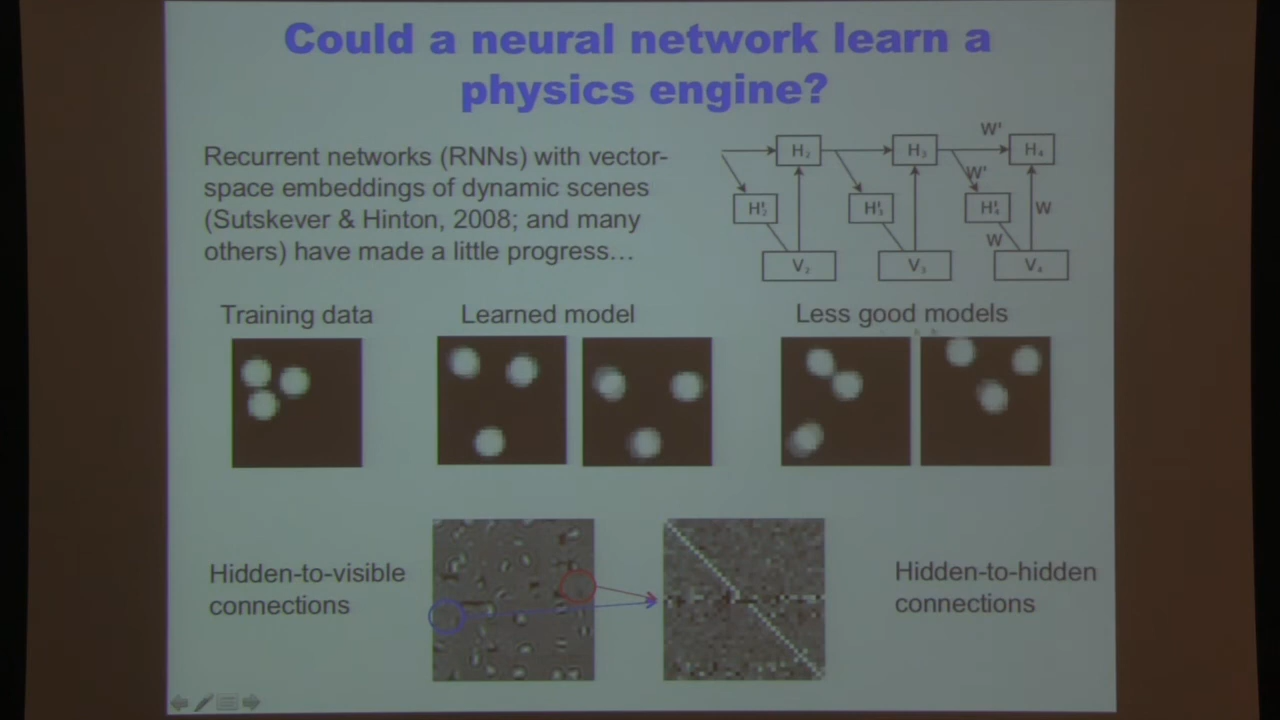 Could a neural network learn a
physics engine?
Recurrent networks (RNNs) with vector-
space embeddings of dynamic scenes
(Sutskever & Hinton, 2008; and many
others) have made a little progress…
W'
H₂ H₃ H₄
W'
H'₂ H'₃ H'₄ W
W
V₂ V₃ V₄
Training data Learned model Less good models
Hidden-to-visible
connections
Hidden-to-hidden
connections